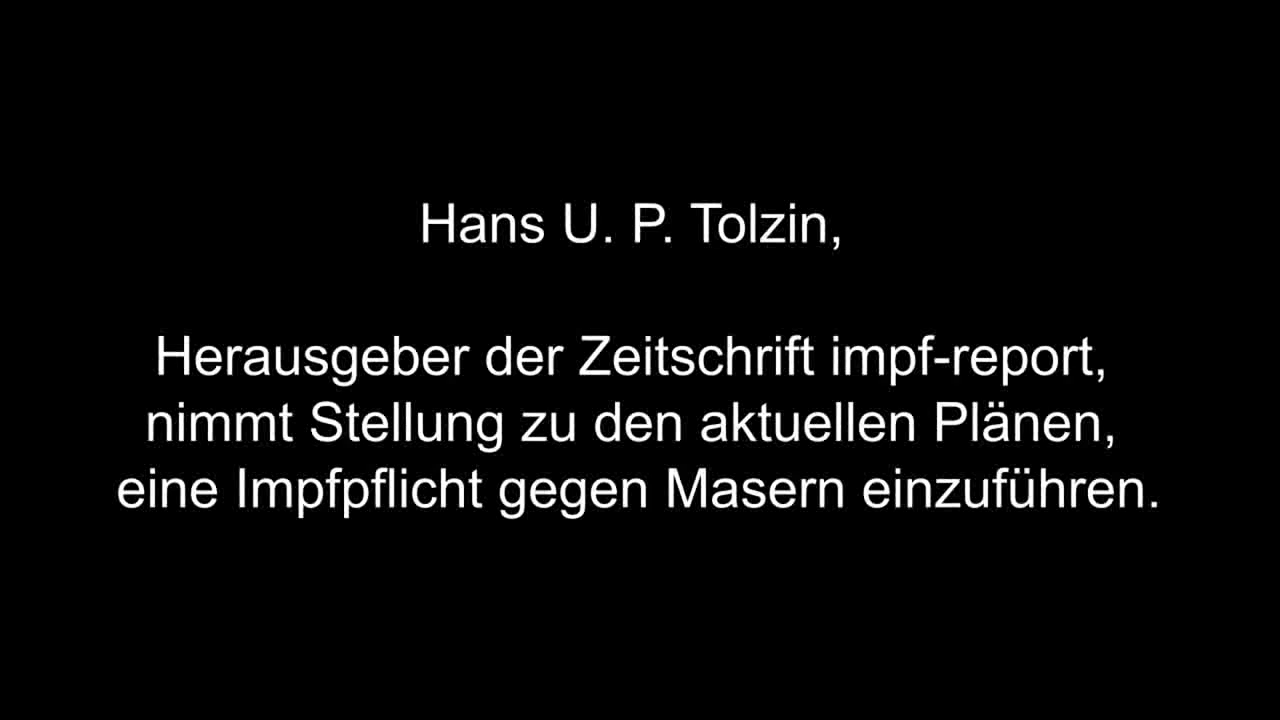 Hans U. P. Tolzin,
Herausgeber der Zeitschrift impf-report,
nimmt Stellung zu den aktuellen Plänen,
eine Impfpflicht gegen Masern einzuführen.